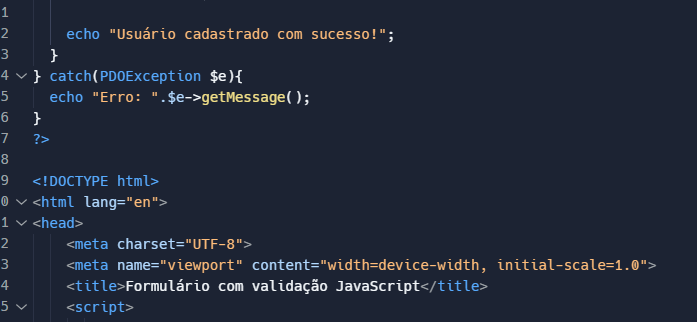 1
2 echo "Usuário cadastrado com sucesso!";
3 }
4 } catch(PDOException $e){
5 echo "Erro: ".$e->getMessage();
6 }
7 ?>
8
9 <!DOCTYPE html>
0 <html lang="en">
1 <head>
2 <meta charset="UTF-8">
3 <meta name="viewport" content="width=device-width, initial-scale=1.0">
4 <title>Formulário com validação JavaScript</title>
5 <script>